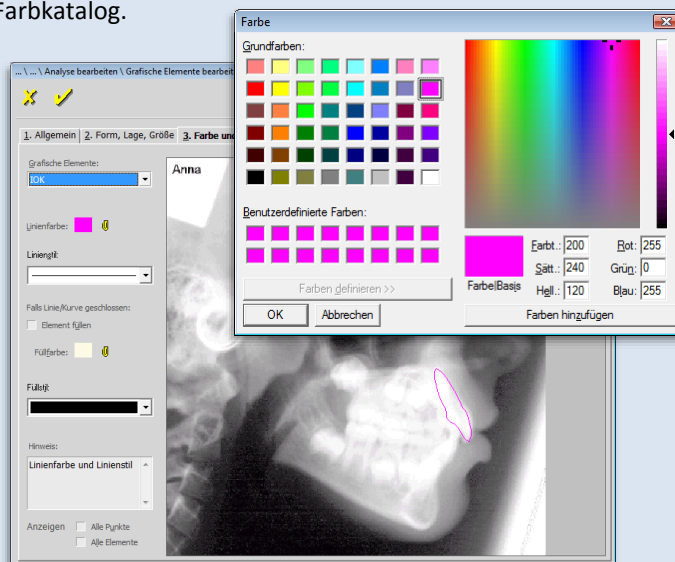 Farbkatalog.
Farbe
Grundfarben:
Benutzerdefinierte Farben:
Farben definieren >>
OK
Abbrechen
Farbe|Basis
Farbt.: 200
Sätt.: 240
Hell.: 120
Rot: 255
Grün: 0
Blau: 255
Farben hinzufügen
... \ ... \ Analyse bearbeiten \ Grafische Elemente bearbeit
1. Allgemein
2. Form, Lage, Größe
3. Farbe un
Grafische Elemente:
IOK
Linienfarbe:
Linienstil:
Falls Linie/Kurve geschlossen:
Element füllen
Füllfarbe:
Füllstil:
Hinweis:
Linienfarbe und Linienstil
Anzeigen
Alle Punkte
Alle Elemente
Anna